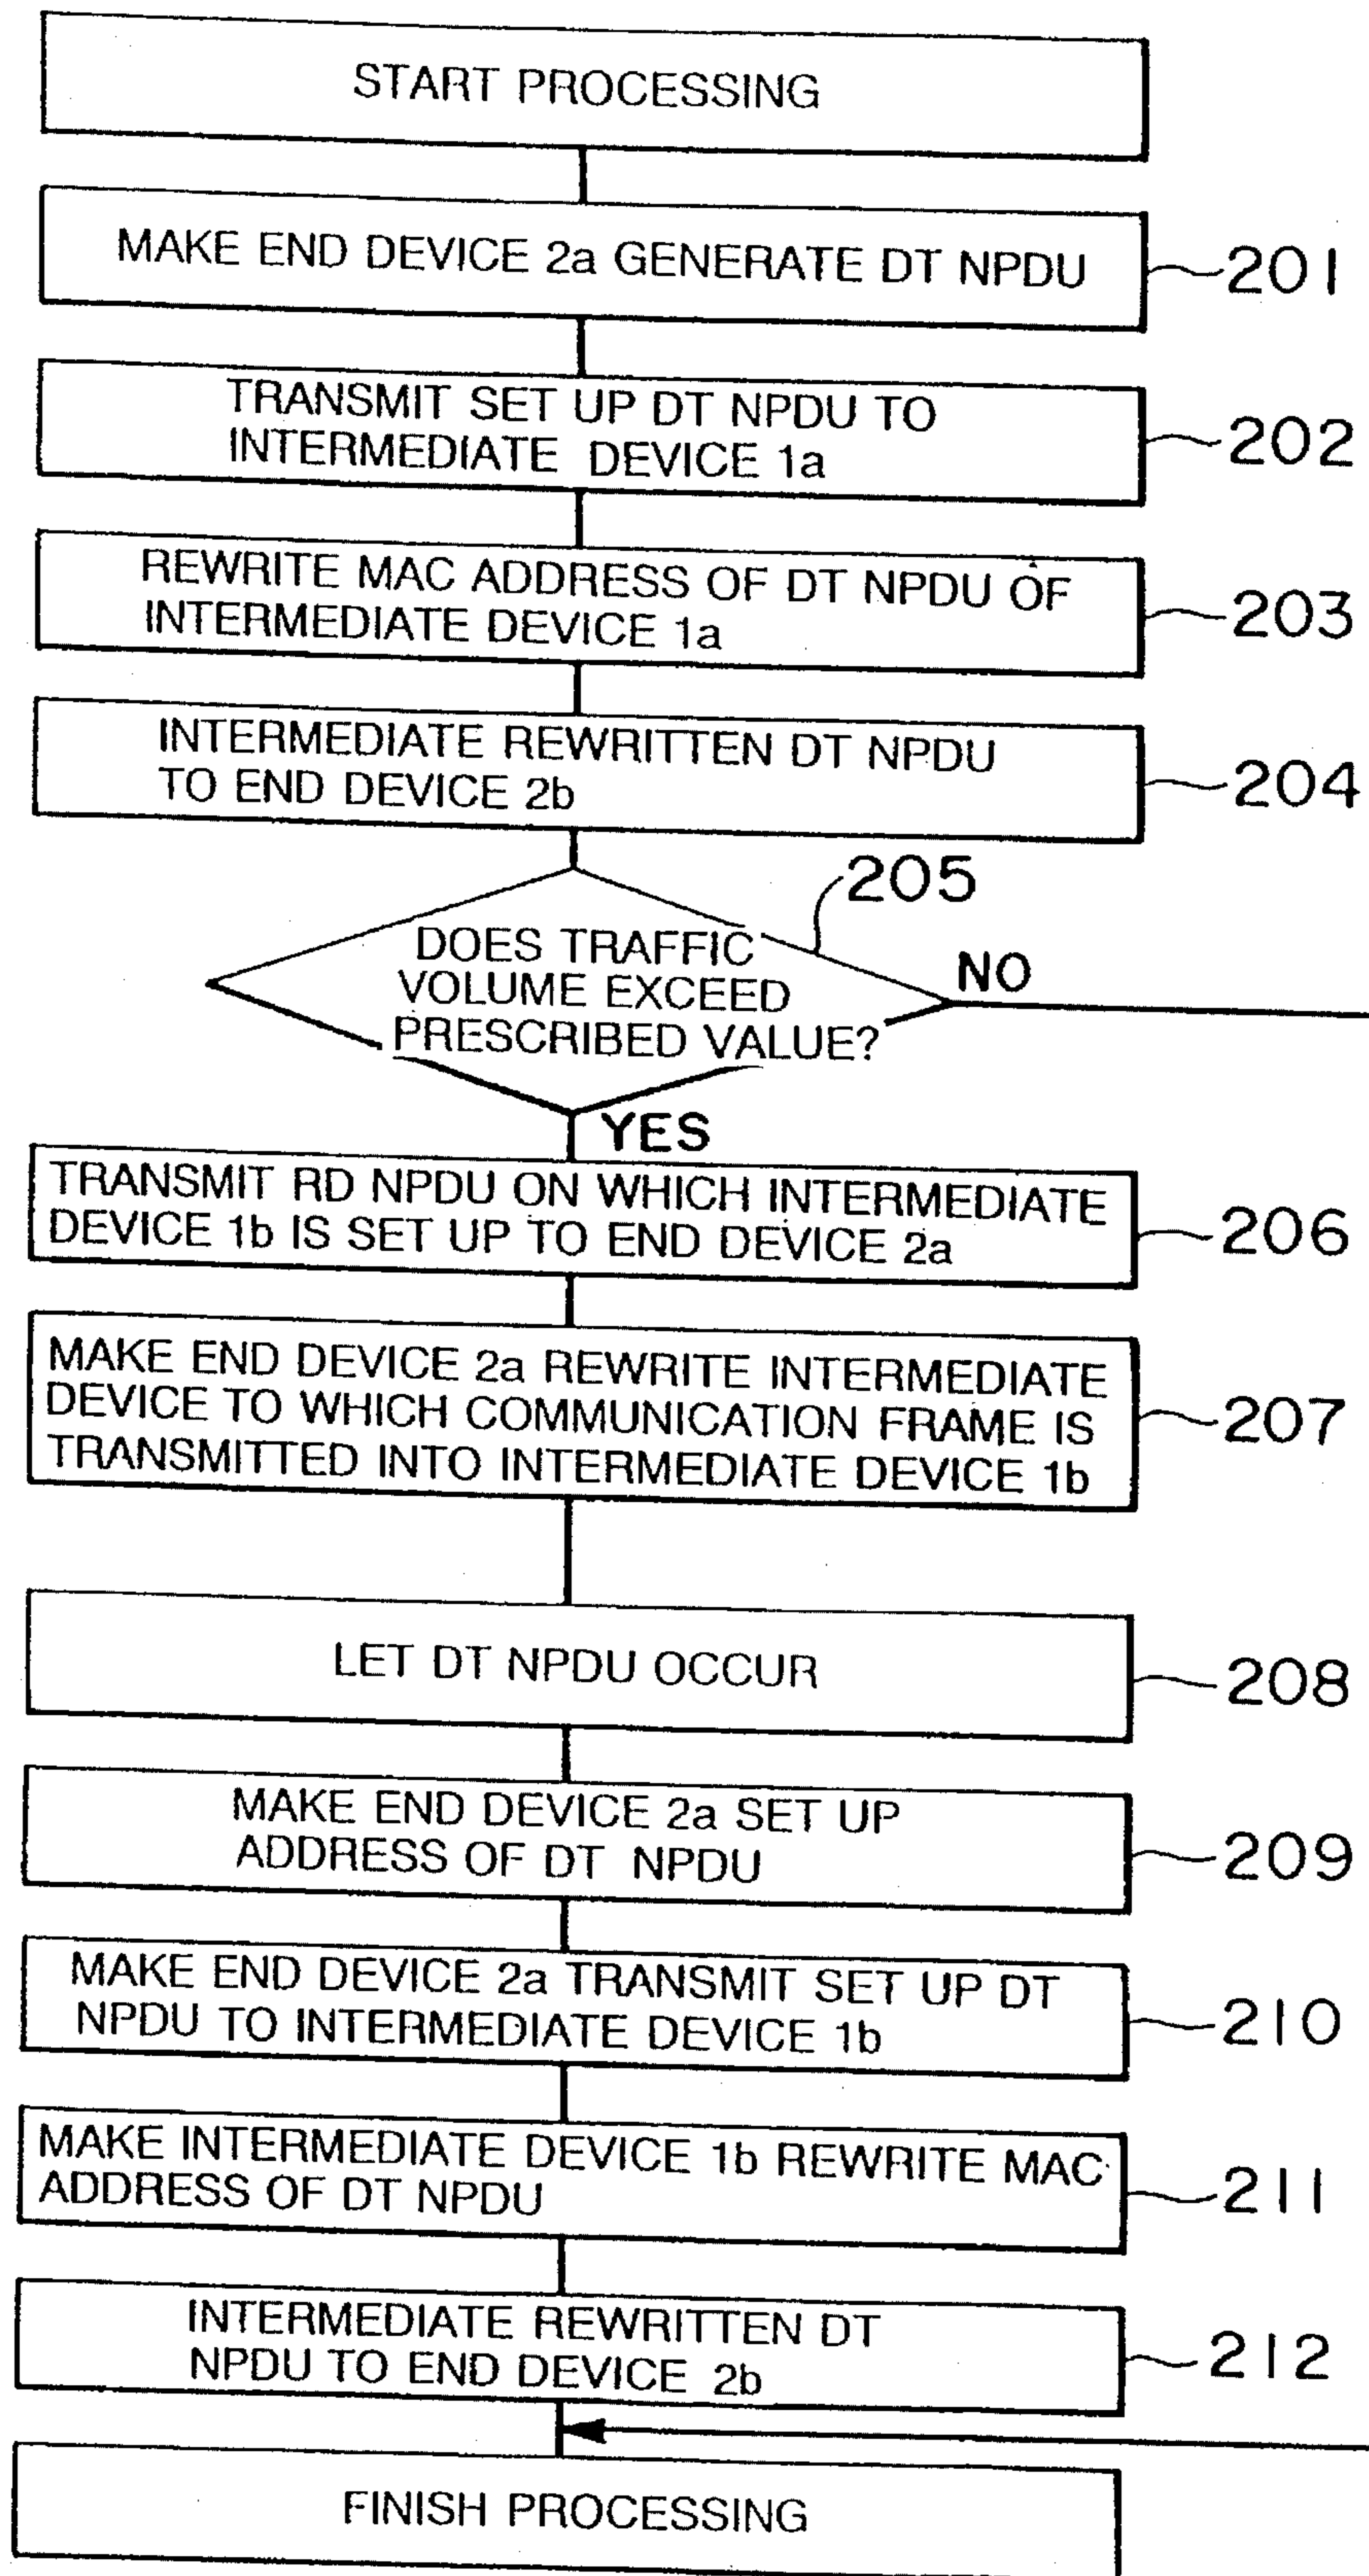 START PROCESSING
MAKE END DEVICE 2a GENERATE DT NPDU
201
TRANSMIT SET UP DT NPDU TO
INTERMEDIATE DEVICE 1a
202
REWRITE MAC ADDRESS OF DT NPDU OF
INTERMEDIATE DEVICE 1a
203
INTERMEDIATE REWRITTEN DT NPDU
TO END DEVICE 2b
204
205
DOES TRAFFIC
VOLUME EXCEED
PRESCRIBED VALUE?
NO
YES
TRANSMIT RD NPDU ON WHICH INTERMEDIATE
DEVICE 1b IS SET UP TO END DEVICE 2a
206
MAKE END DEVICE 2a REWRITE INTERMEDIATE
DEVICE TO WHICH COMMUNICATION FRAME IS
TRANSMITTED INTO INTERMEDIATE DEVICE 1b
207
LET DT NPDU OCCUR
208
MAKE END DEVICE 2a SET UP
ADDRESS OF DT NPDU
209
MAKE END DEVICE 2a TRANSMIT SET UP DT
NPDU TO INTERMEDIATE DEVICE 1b
210
MAKE INTERMEDIATE DEVICE 1b REWRITE MAC
ADDRESS OF DT NPDU
211
INTERMEDIATE REWRITTEN DT
NPDU TO END DEVICE 2b
212
FINISH PROCESSING